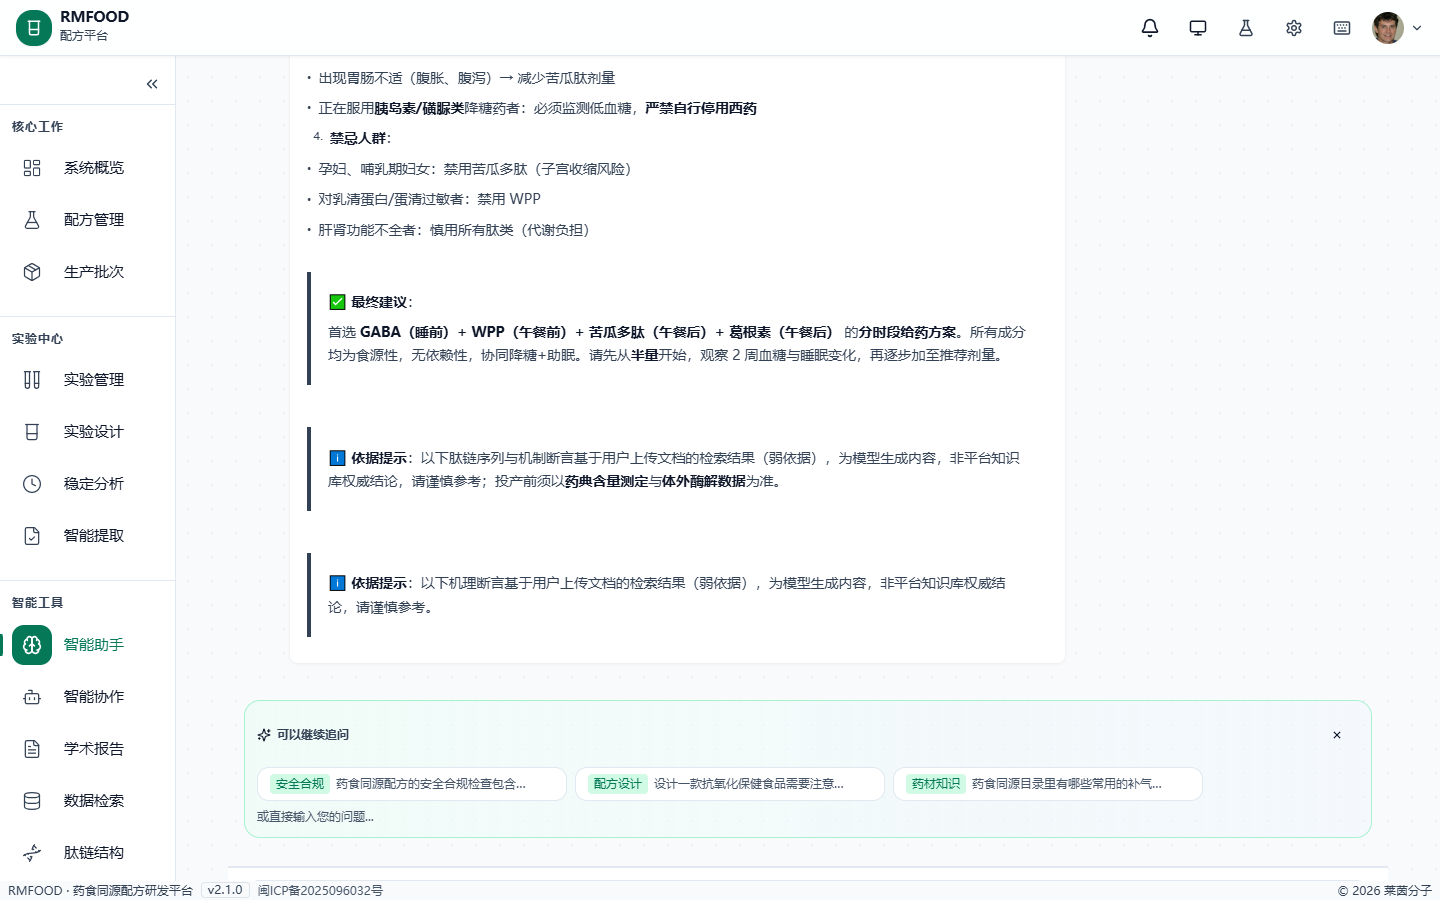 RMFOOD
配方平台
核心工作
系统概览
配方管理
生产批次
实验中心
实验管理
实验设计
稳定分析
智能提取
智能工具
智能助手
智能协作
学术报告
数据检索
肽链结构
• 出现胃肠不适（腹胀、腹泻）→ 减少苦瓜肽剂量
• 正在服用胰岛素/磺脲类降糖药者：必须监测低血糖，严禁自行停用西药
4. 禁忌人群：
• 孕妇、哺乳期妇女：禁用苦瓜多肽（子宫收缩风险）
• 对乳清蛋白/蛋清过敏者：禁用 WPP
• 肝肾功能不全者：慎用所有肽类（代谢负担）
✅ 最终建议：
首选 GABA（睡前）+ WPP（午餐前）+ 苦瓜多肽（午餐后）+ 葛根素（午餐后） 的分时段给药方案。所有成分
均为食源性，无依赖性，协同降糖+助眠。请先从半量开始，观察 2 周血糖与睡眠变化，再逐步加至推荐剂量。
ℹ️ 依据提示：以下肽链序列与机制断言基于用户上传文档的检索结果（弱依据），为模型生成内容，非平台知识
库权威结论，请谨慎参考；投产前须以药典含量测定与体外酶解数据为准。
ℹ️ 依据提示：以下机理断言基于用户上传文档的检索结果（弱依据），为模型生成内容，非平台知识库权威结
论，请谨慎参考。
可以继续追问
安全合规 药食同源配方的安全合规检查包含...
配方设计 设计一款抗氧化保健食品需要注意...
药材知识 药食同源目录里有哪些常用的补气...
或直接输入您的问题...
RMFOOD · 药食同源配方研发平台 v2.1.0 闽ICP备2025096032号
© 2026 莱茵分子